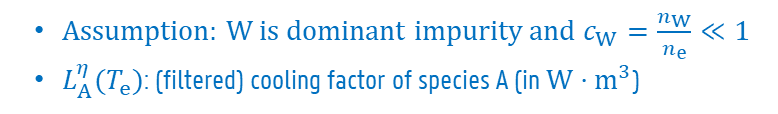 • Assumption: W is dominant impurity and c_W = n_W/n_e ≪ 1
• L_A^η(T_e): (filtered) cooling factor of species A (in W · m³)